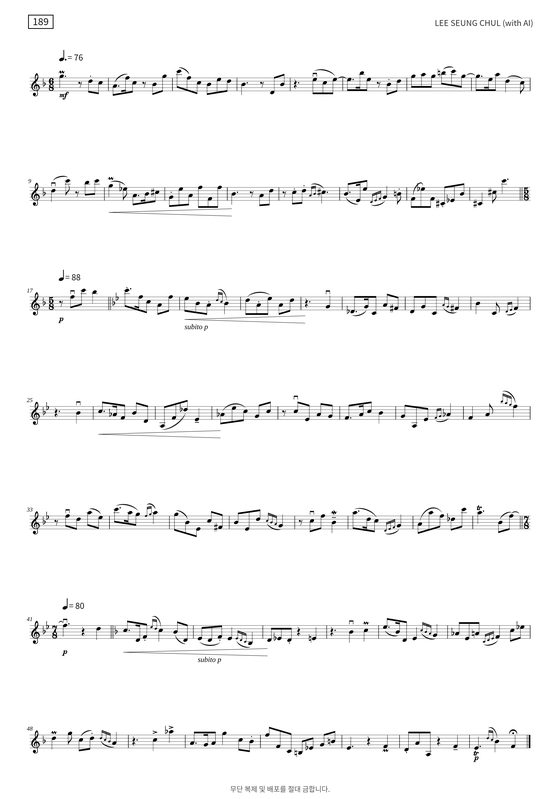 189
LEE SEUNG CHUL (with AI)
= 76
mf
9
17
= 88
p
subito p
25
33
41
= 80
p
subito p
48
p
무단 복제 및 배포를 절대 금합니다.